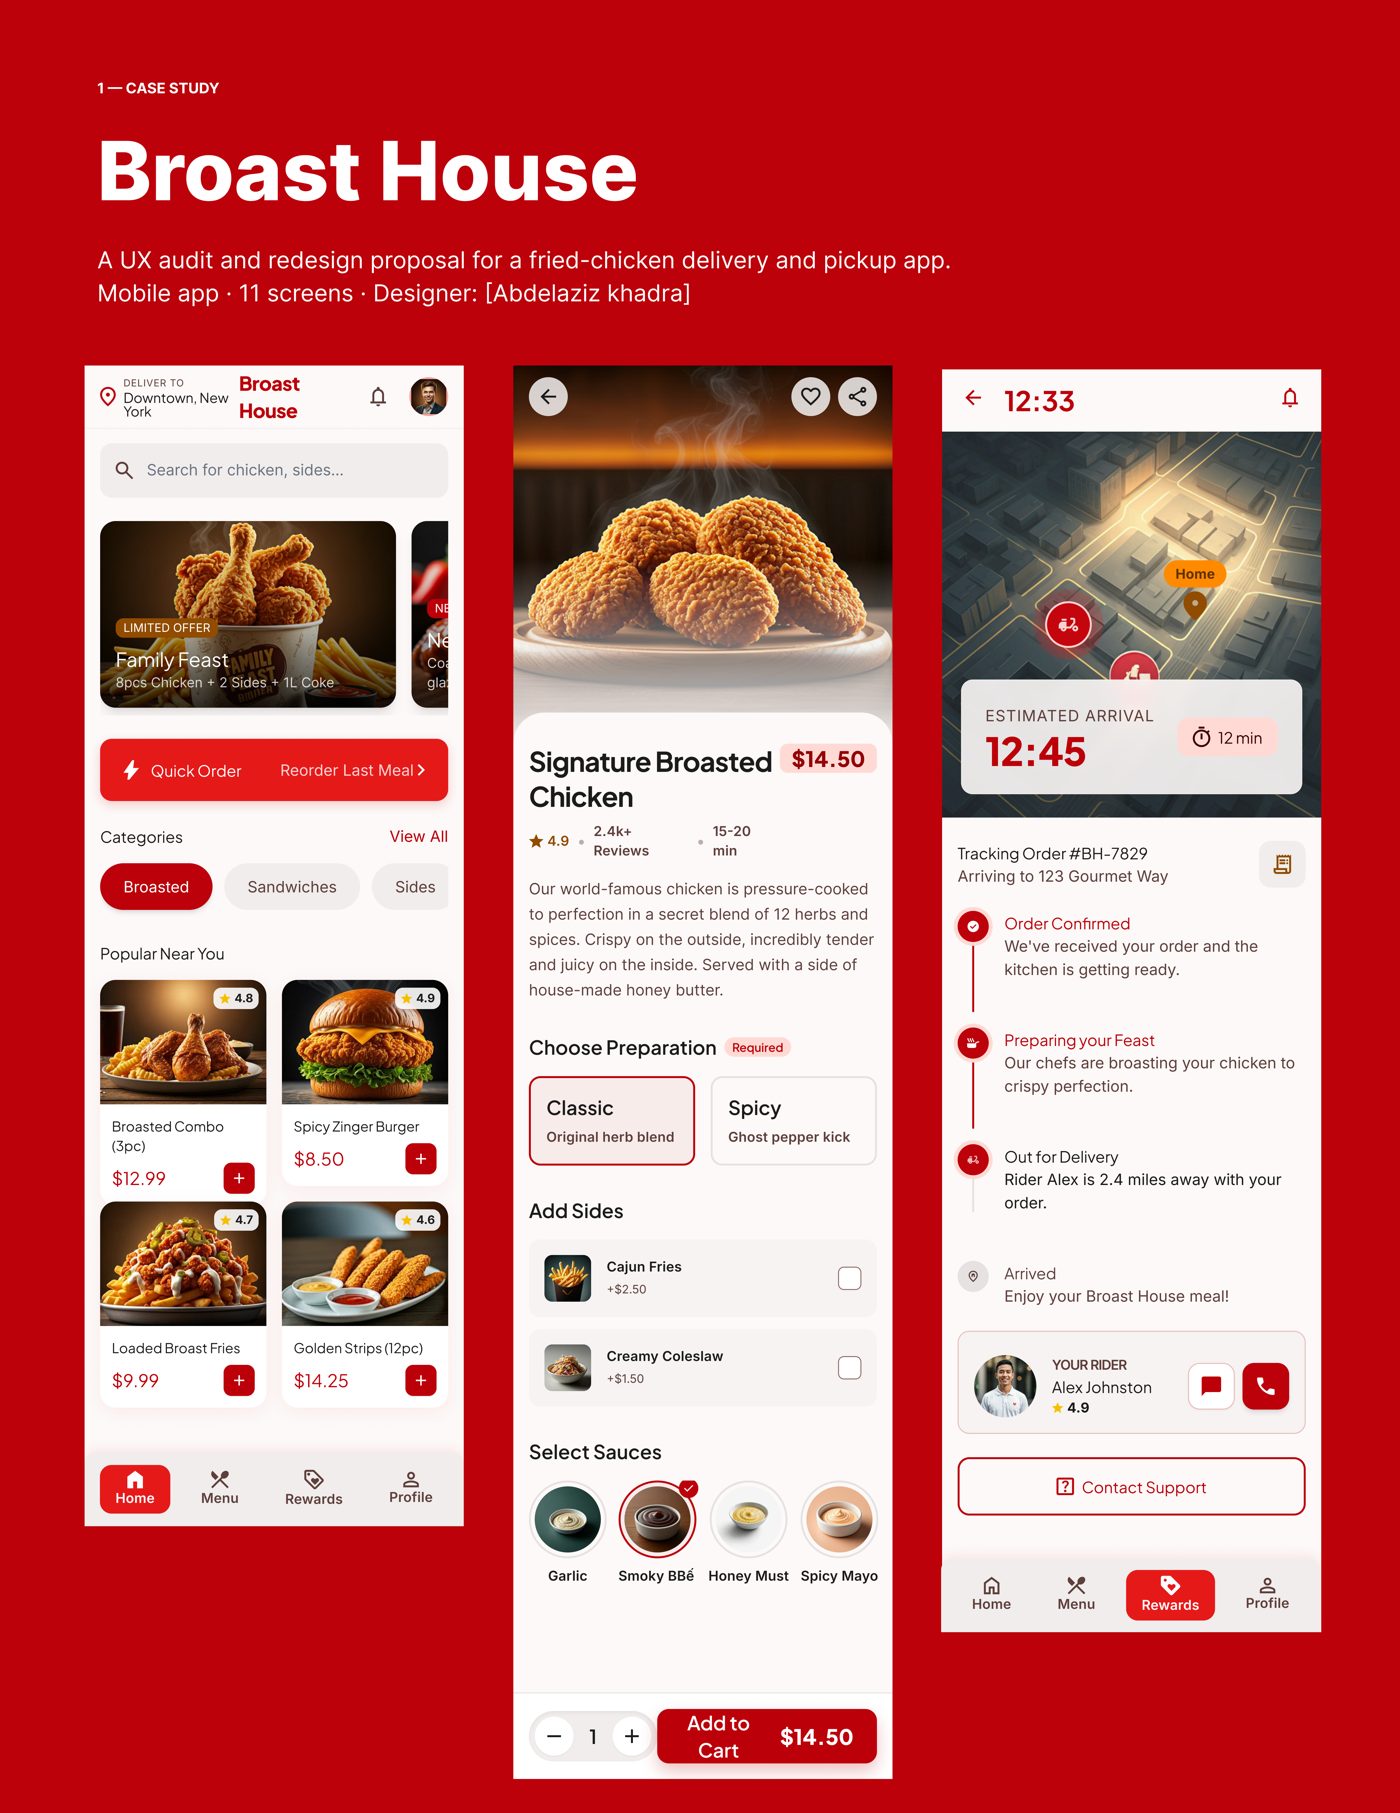 1 — CASE STUDY
Broast House
A UX audit and redesign proposal for a fried-chicken delivery and pickup app.
Mobile app · 11 screens · Designer: [Abdelaziz khadra]
DELIVER TO
Downtown, New
York
Broast
House
Search for chicken, sides...
LIMITED OFFER
Family Feast
8pcs Chicken + 2 Sides + 1L Coke
NE
Ne
Coa
gla
Quick Order
Reorder Last Meal
Categories
View All
Broasted
Sandwiches
Sides
Popular Near You
4.8
Broasted Combo
(3pc)
$12.99
4.9
Spicy Zinger Burger
$8.50
4.7
Loaded Broast Fries
$9.99
4.6
Golden Strips (12pc)
$14.25
Home
Menu
Rewards
Profile
Signature Broasted
Chicken
$14.50
4.9 • 2.4k+
Reviews
• 15-20
min
Our world-famous chicken is pressure-cooked
to perfection in a secret blend of 12 herbs and
spices. Crispy on the outside, incredibly tender
and juicy on the inside. Served with a side of
house-made honey butter.
Choose Preparation
Required
Classic
Original herb blend
Spicy
Ghost pepper kick
Add Sides
Cajun Fries
+$2.50
Creamy Coleslaw
+$1.50
Select Sauces
Garlic
Smoky BBé
Honey Must
Spicy Mayo
1
Add to
Cart
$14.50
12:33
Home
ESTIMATED ARRIVAL
12:45
12 min
Tracking Order #BH-7829
Arriving to 123 Gourmet Way
Order Confirmed
We've received your order and the
kitchen is getting ready.
Preparing your Feast
Our chefs are broasting your chicken to
crispy perfection.
Out for Delivery
Rider Alex is 2.4 miles away with your
order.
Arrived
Enjoy your Broast House meal!
YOUR RIDER
Alex Johnston
4.9
Contact Support
Home
Menu
Rewards
Profile